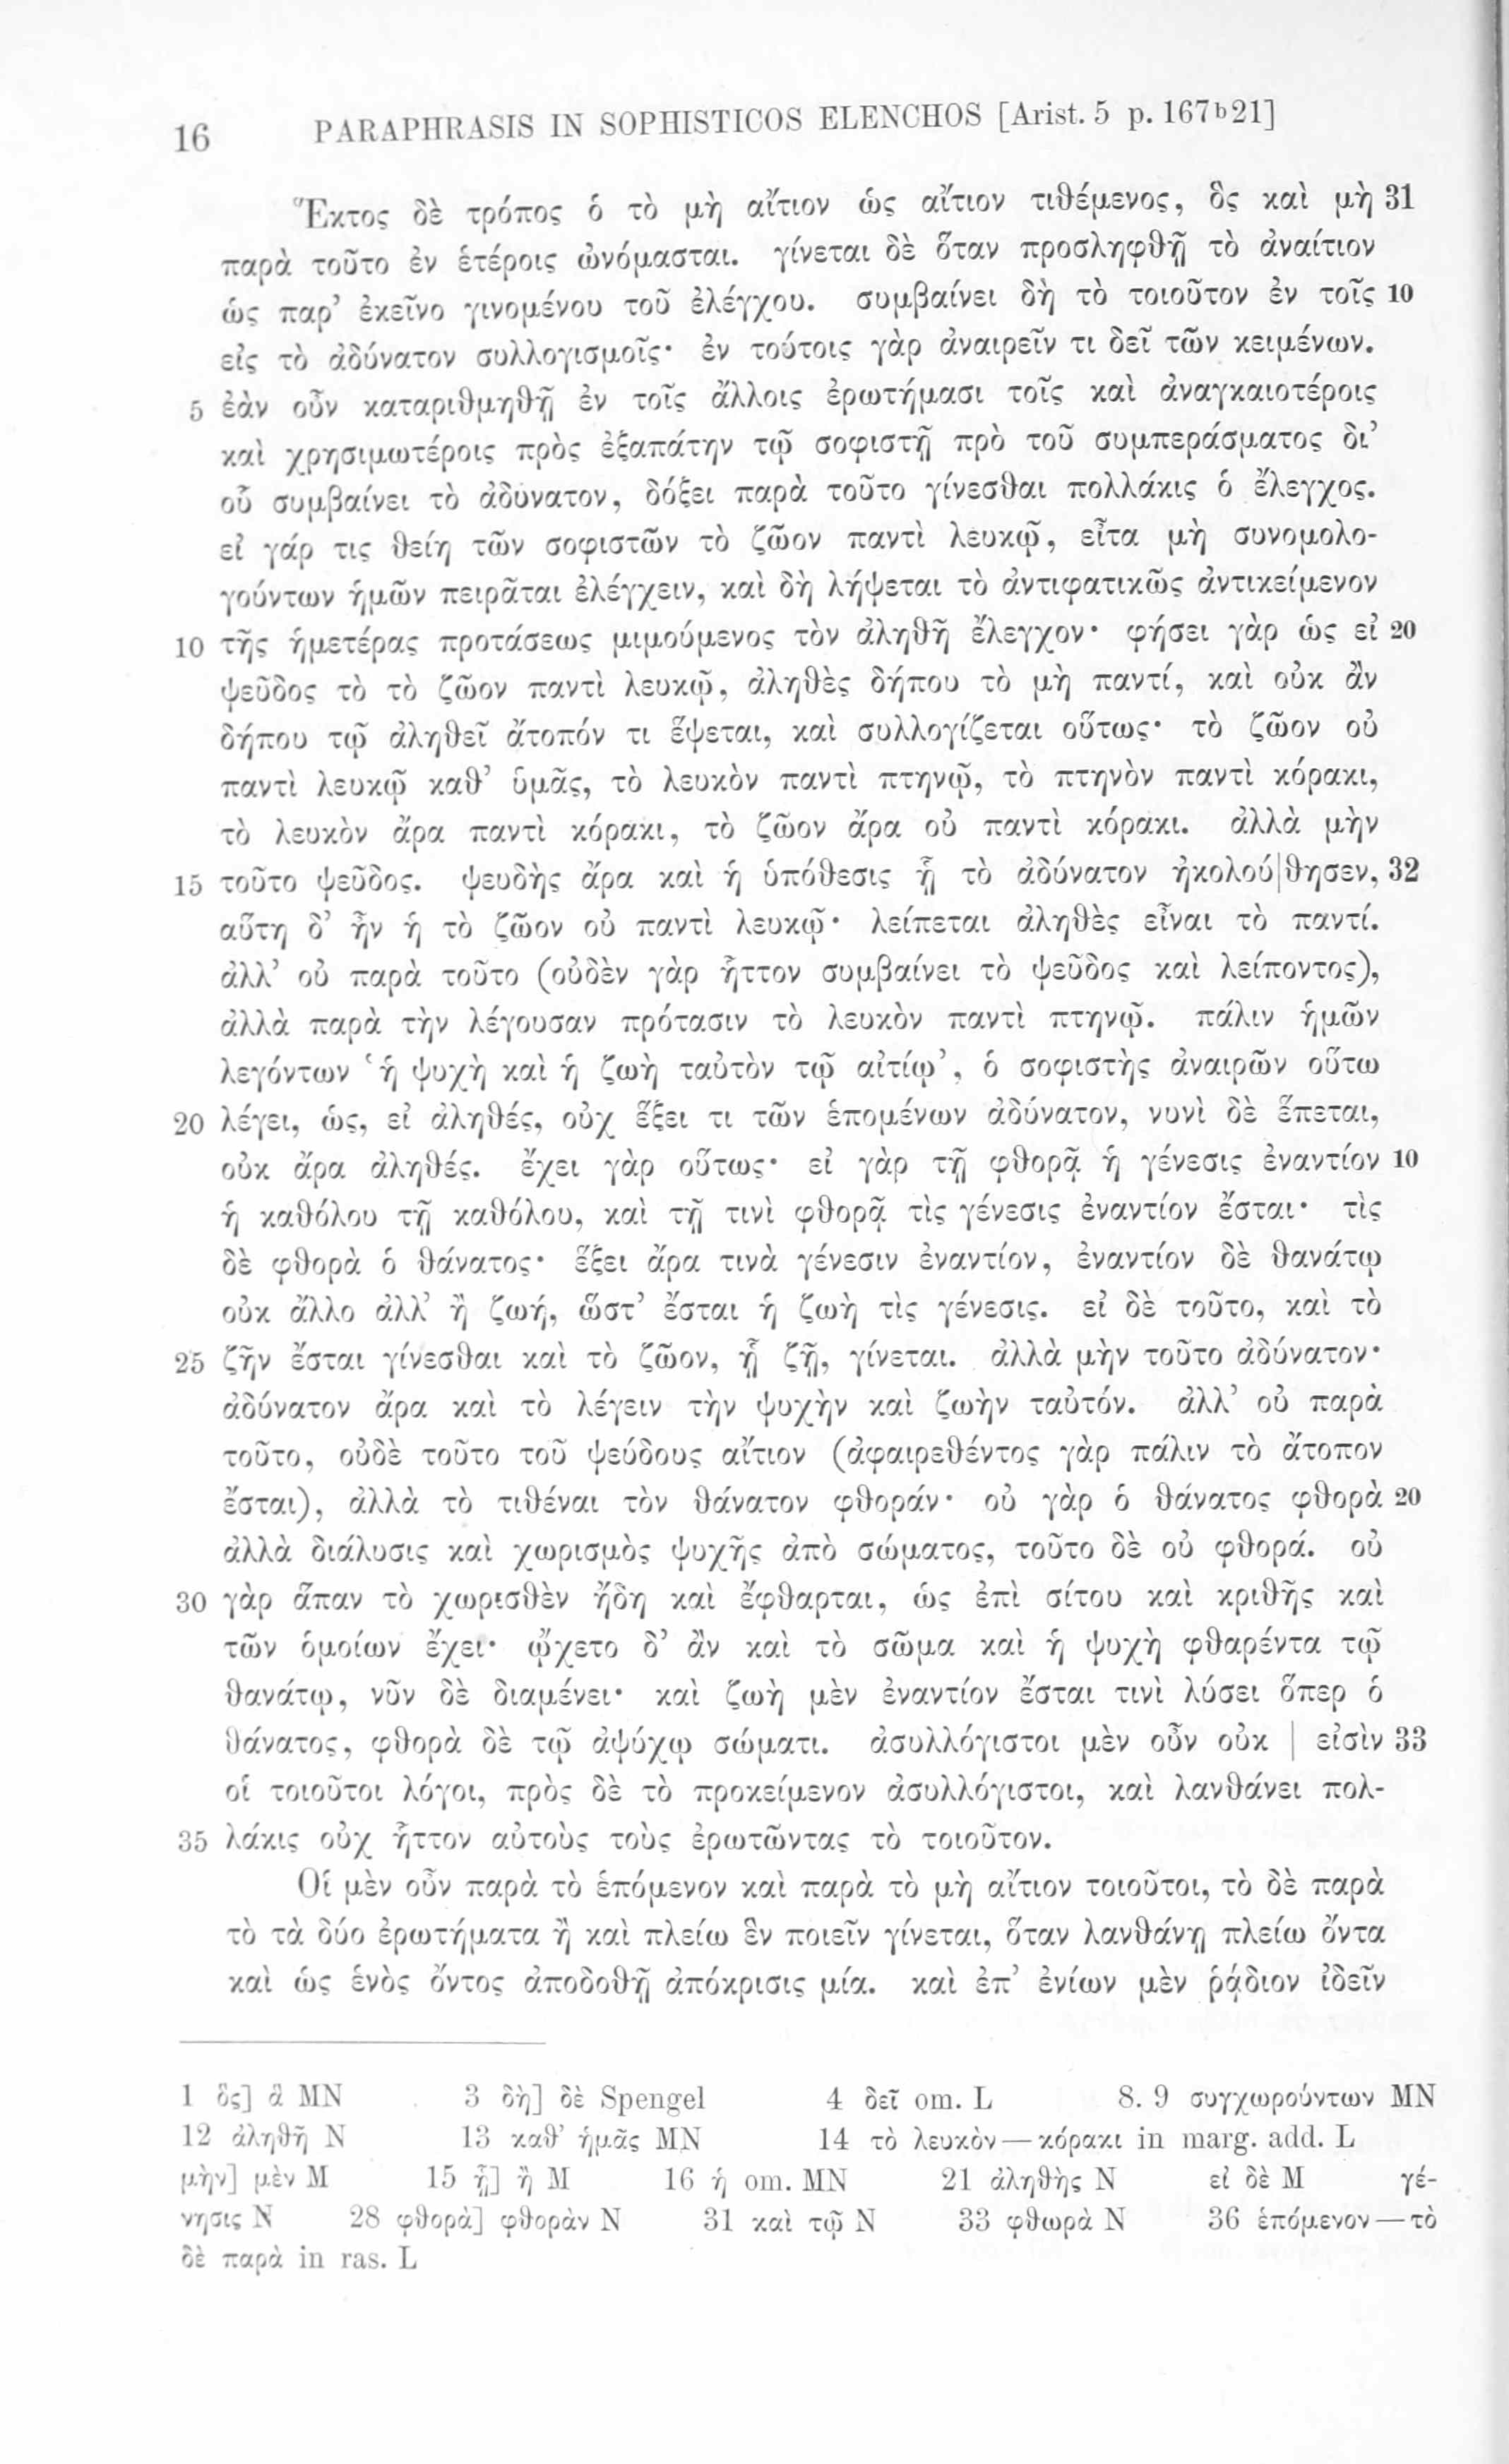 16 PARAPHRASIS IN SOPHISTICOS ELENCHOS [Arist. 5 p. 167b21]
Ἕκτος δὲ τρόπος ὁ τὸ μὴ αἴτιον ὡς αἴτιον τιθέμενος, ὃς καὶ μὴ 31
παρὰ τοῦτο ἐν ἑτέροις ὠνόμασται. γίνεται δὲ ὅταν προσληφθῇ τὸ ἀναίτιον
ὡς παρ’ ἐκεῖνο γινομένου τοῦ ἐλέγχου. συμβαίνει δὴ τὸ τοιοῦτον ἐν τοῖς 10
εἰς τὸ ἀδύνατον συλλογισμοῖς· ἐν τούτοις γὰρ ἀναιρεῖν τι δεῖ τῶν κειμένων.
5 ἐὰν οὖν καταριθμηθῇ ἐν τοῖς ἄλλοις ἐρωτήμασι τοῖς καὶ ἀναγκαιοτέροις
καὶ χρησιμωτέροις πρὸς ἐξαπάτην τῷ σοφιστῇ πρὸ τοῦ συμπεράσματος δι’
οὗ συμβαίνει τὸ ἀδύνατον, δόξει παρὰ τοῦτο γίνεσθαι πολλάκις ὁ ἔλεγχος.
εἰ γάρ τις θείη τῶν σοφιστῶν τὸ ζῶον παντὶ λευκῷ, εἶτα μὴ συνομολο-
γούντων ἡμῶν πειρᾶται ἐλέγχειν, καὶ δὴ λήψεται τὸ ἀντιφατικῶς ἀντικείμενον
10 τῆς ἡμετέρας προτάσεως μιμούμενος τὸν ἀληθῆ ἔλεγχον· φήσει γὰρ ὡς εἰ 20
ψεῦδος τὸ τὸ ζῶον παντὶ λευκῷ, ἀληθὲς δήπου τὸ μὴ παντί, καὶ οὐκ ἂν
δήπου τῷ ἀληθεῖ ἄτοπόν τι ἕψεται, καὶ συλλογίζεται οὕτως· τὸ ζῶον οὐ
παντὶ λευκῷ καθ’ ὑμᾶς, τὸ λευκὸν παντὶ πτηνῷ, τὸ πτηνὸν παντὶ κόρακι,
τὸ λευκὸν ἄρα παντὶ κόρακι, τὸ ζῶον ἄρα οὐ παντὶ κόρακι. ἀλλὰ μὴν
15 τοῦτο ψεῦδος. ψευδὴς ἄρα καὶ ἡ ὑπόθεσις ᾗ τὸ ἀδύνατον ἠκολού|θησεν, 32
αὕτη δ’ ἦν ἡ τὸ ζῶον οὐ παντὶ λευκῷ· λείπεται ἀληθὲς εἶναι τὸ παντί.
ἀλλ’ οὐ παρὰ τοῦτο (οὐδὲν γὰρ ἧττον συμβαίνει τὸ ψεῦδος καὶ λείποντος),
ἀλλὰ παρὰ τὴν λέγουσαν πρότασιν τὸ λευκὸν παντὶ πτηνῷ. πάλιν ἡμῶν
λεγόντων ‘ἡ ψυχὴ καὶ ἡ ζωὴ ταὐτὸν τῷ αἰτίῳ’, ὁ σοφιστὴς ἀναιρῶν οὕτω
20 λέγει, ὡς, εἰ ἀληθές, οὐχ ἕξει τι τῶν ἑπομένων ἀδύνατον, νυνὶ δὲ ἕπεται,
οὐκ ἄρα ἀληθές. ἔχει γὰρ οὕτως· εἰ γὰρ τῇ φθορᾷ ἡ γένεσις ἐναντίον 10
ἡ καθόλου τῇ καθόλου, καὶ τῇ τινὶ φθορᾷ τὶς γένεσις ἐναντίον ἔσται· τὶς
δὲ φθορὰ ὁ θάνατος· ἕξει ἄρα τινὰ γένεσιν ἐναντίον, ἐναντίον δὲ θανάτῳ
οὐκ ἄλλο ἀλλ’ ἢ ζωή, ὥστ’ ἔσται ἡ ζωὴ τὶς γένεσις. εἰ δὲ τοῦτο, καὶ τὸ
25 ζῆν ἔσται γίνεσθαι καὶ τὸ ζῶον, ᾗ ζῇ, γίνεται. ἀλλὰ μὴν τοῦτο ἀδύνατον·
ἀδύνατον ἄρα καὶ τὸ λέγειν τὴν ψυχὴν καὶ ζωὴν ταὐτόν. ἀλλ’ οὐ παρὰ
τοῦτο, οὐδὲ τοῦτο τοῦ ψεύδους αἴτιον (ἀφαιρεθέντος γὰρ πάλιν τὸ ἄτοπον
ἔσται), ἀλλὰ τὸ τιθέναι τὸν θάνατον φθοράν· οὐ γὰρ ὁ θάνατος φθορὰ 20
ἀλλὰ διάλυσις καὶ χωρισμὸς ψυχῆς ἀπὸ σώματος, τοῦτο δὲ οὐ φθορά. οὐ
30 γὰρ ἅπαν τὸ χωρισθὲν ἤδη καὶ ἔφθαρται, ὡς ἐπὶ σίτου καὶ κριθῆς καὶ
τῶν ὁμοίων ἔχει· ᾤχετο δ’ ἂν καὶ τὸ σῶμα καὶ ἡ ψυχὴ φθαρέντα τῷ
θανάτῳ, νῦν δὲ διαμένει· καὶ ζωὴ μὲν ἐναντίον ἔσται τινὶ λύσει ὅπερ ὁ
θάνατος, φθορὰ δὲ τῷ ἀψύχῳ σώματι. ἀσυλλόγιστοι μὲν οὖν οὐκ | εἰσὶν 33
οἱ τοιοῦτοι λόγοι, πρὸς δὲ τὸ προκείμενον ἀσυλλόγιστοι, καὶ λανθάνει πολ-
35 λάκις οὐχ ἧττον αὐτοὺς τοὺς ἐρωτῶντας τὸ τοιοῦτον.
Οἱ μὲν οὖν παρὰ τὸ ἑπόμενον καὶ παρὰ τὸ μὴ αἴτιον τοιοῦτοι, τὸ δὲ παρὰ
τὸ τὰ δύο ἐρωτήματα ἢ καὶ πλείω ἓν ποιεῖν γίνεται, ὅταν λανθάνῃ πλείω ὄντα
καὶ ὡς ἑνὸς ὄντος ἀποδοθῇ ἀπόκρισις μία. καὶ ἐπ’ ἐνίων μὲν ῥᾴδιον ἰδεῖν
1 ὃς] ἃ MN 3 δὴ] δὲ Spengel 4 δεῖ om. L 8. 9 συγχωρούντων MN
12 ἀληθῆ N 13 καθ’ ἡμᾶς MN 14 τὸ λευκὸν — κόρακι in marg. add. L
μὴν] μὲν M 15 ᾗ] ἢ M 16 ἡ om. MN 21 ἀληθὴς N εἰ δὲ M γέ-
νησις N 28 φθορὰ] φθορὰν N 31 καὶ τῷ N 33 φθωρὰ N 36 ἑπόμενον — τὸ
δὲ παρὰ in ras. L